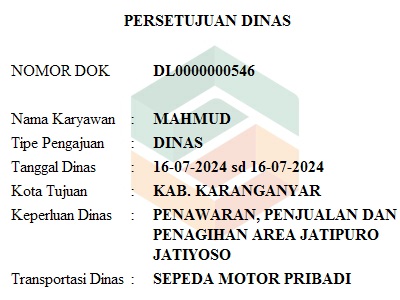 PERSETUJUAN DINAS
NOMOR DOK DL0000000546
Nama Karyawan : MAHMUD
Tipe Pengajuan : DINAS
Tanggal Dinas : 16-07-2024 sd 16-07-2024
Kota Tujuan : KAB. KARANGANYAR
Keperluan Dinas : PENAWARAN, PENJUALAN DAN
PENAGIHAN AREA JATIPURO
JATIYOSO
Transportasi Dinas : SEPEDA MOTOR PRIBADI